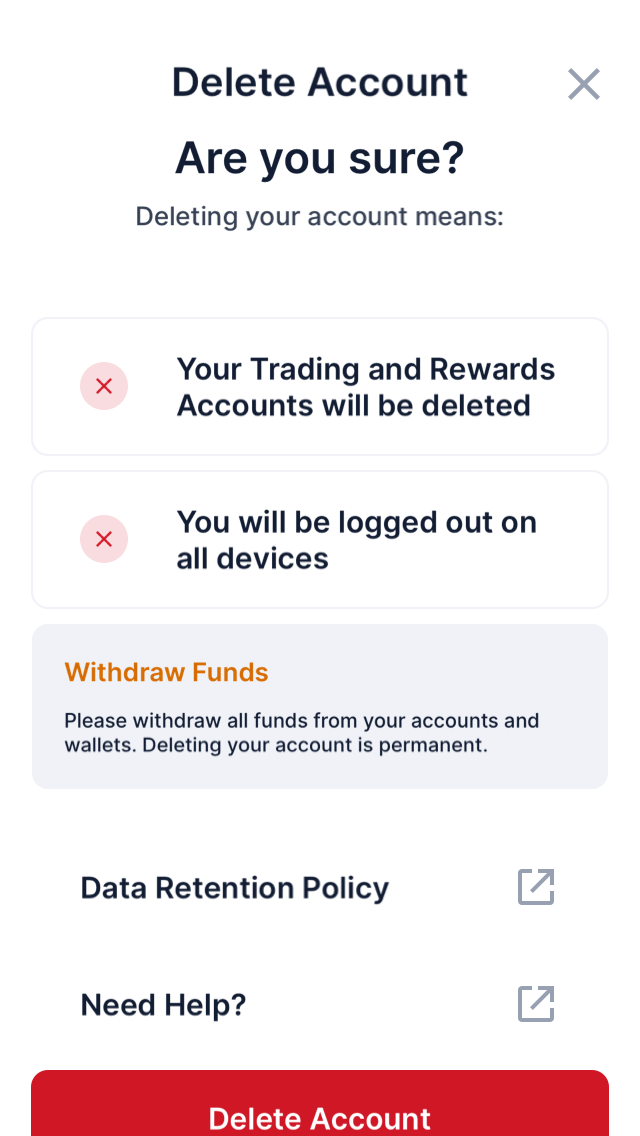 Delete Account
Are you sure?
Deleting your account means:
Your Trading and Rewards
Accounts will be deleted
You will be logged out on
all devices
Withdraw Funds
Please withdraw all funds from your accounts and
wallets. Deleting your account is permanent.
Data Retention Policy
Need Help?
Delete Account